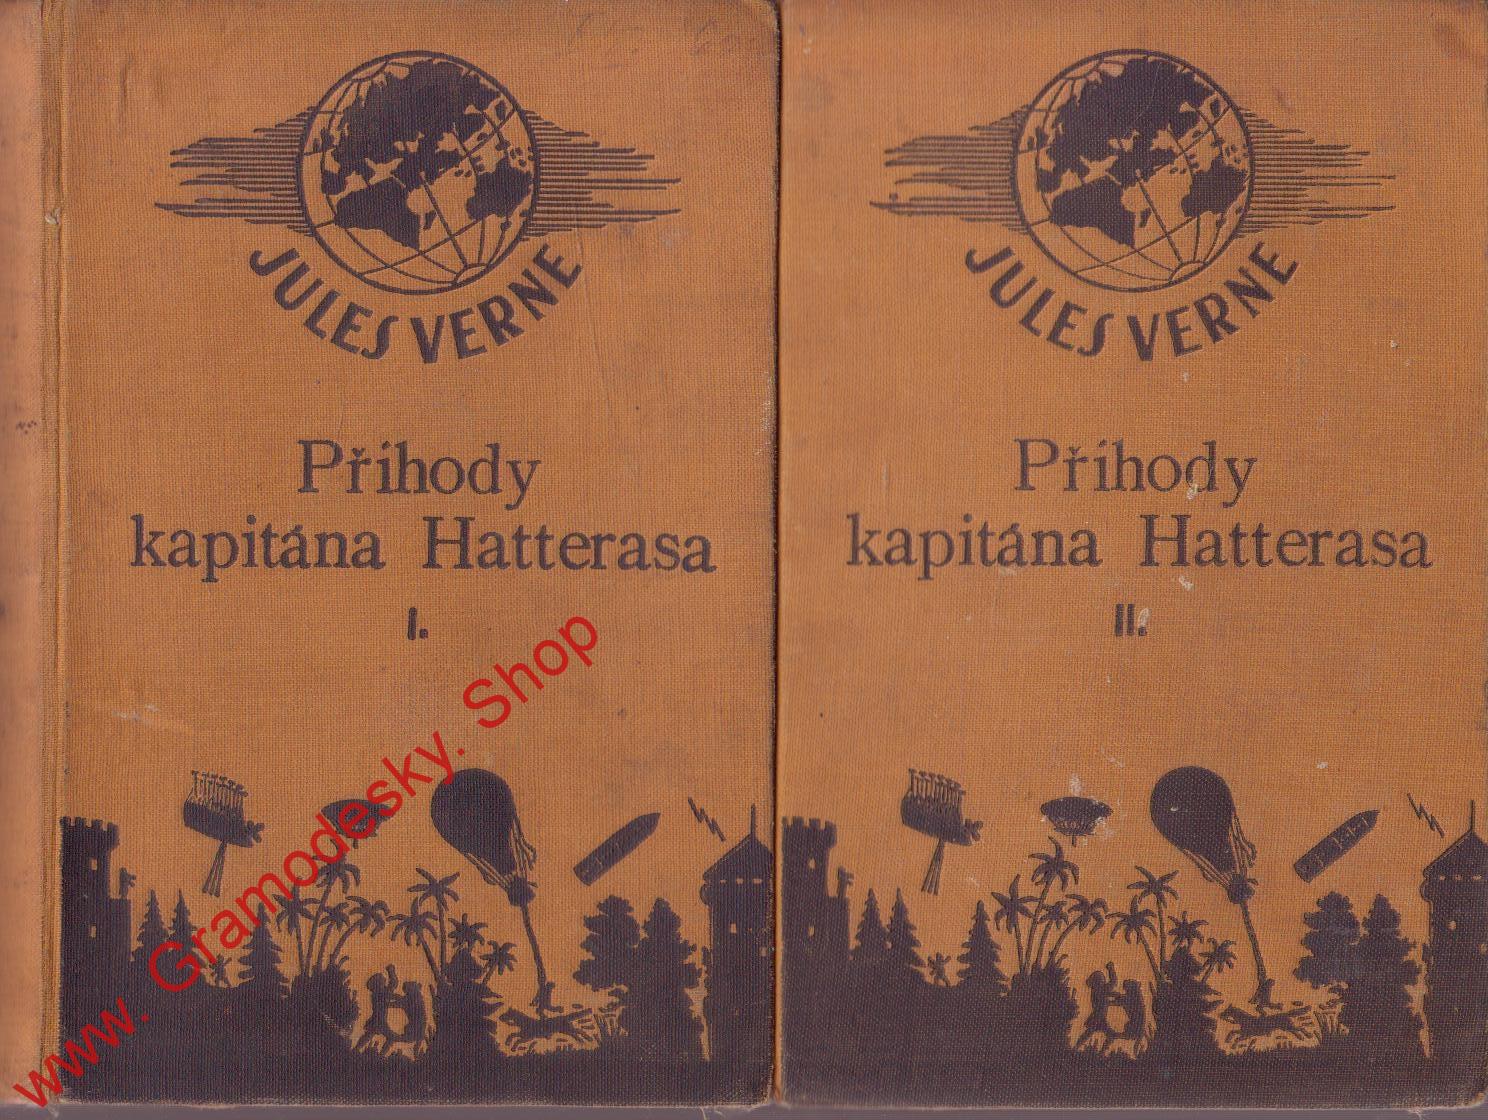 JULES VERNE
Příhody
kapitána Hatterasa
I.
JULES VERNE
Příhody
kapitána Hatterasa
II.
www. Gramodesky. Shop